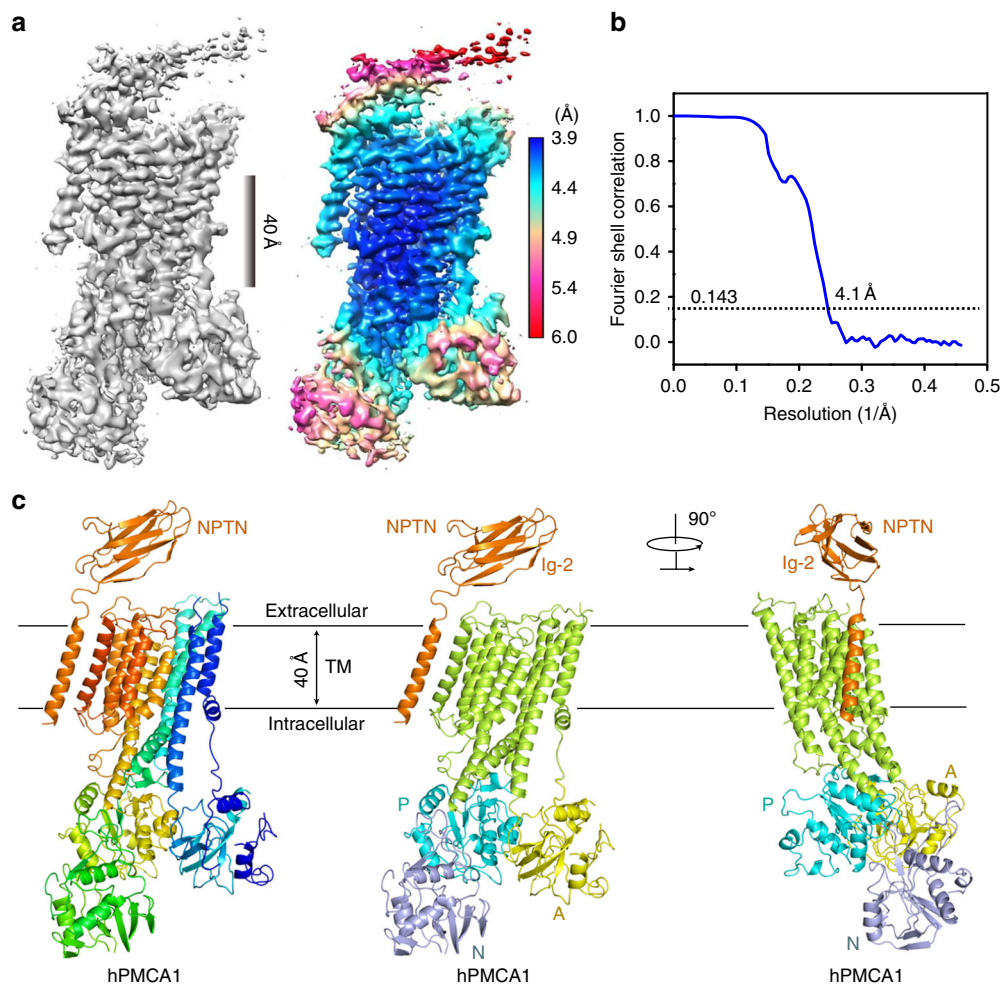 a
(Å)
3.9
4.4
4.9
5.4
6.0
40 Å
b
Fourier shell correlation
1.0
0.8
0.6
0.4
0.2
0.0
0.143
4.1 Å
0.0
0.1
0.2
0.3
0.4
0.5
Resolution (1/Å)
c
NPTN
Extracellular
40 Å
TM
Intracellular
hPMCA1
NPTN
Ig-2
P
A
N
hPMCA1
90°
NPTN
Ig-2
A
P
N
hPMCA1